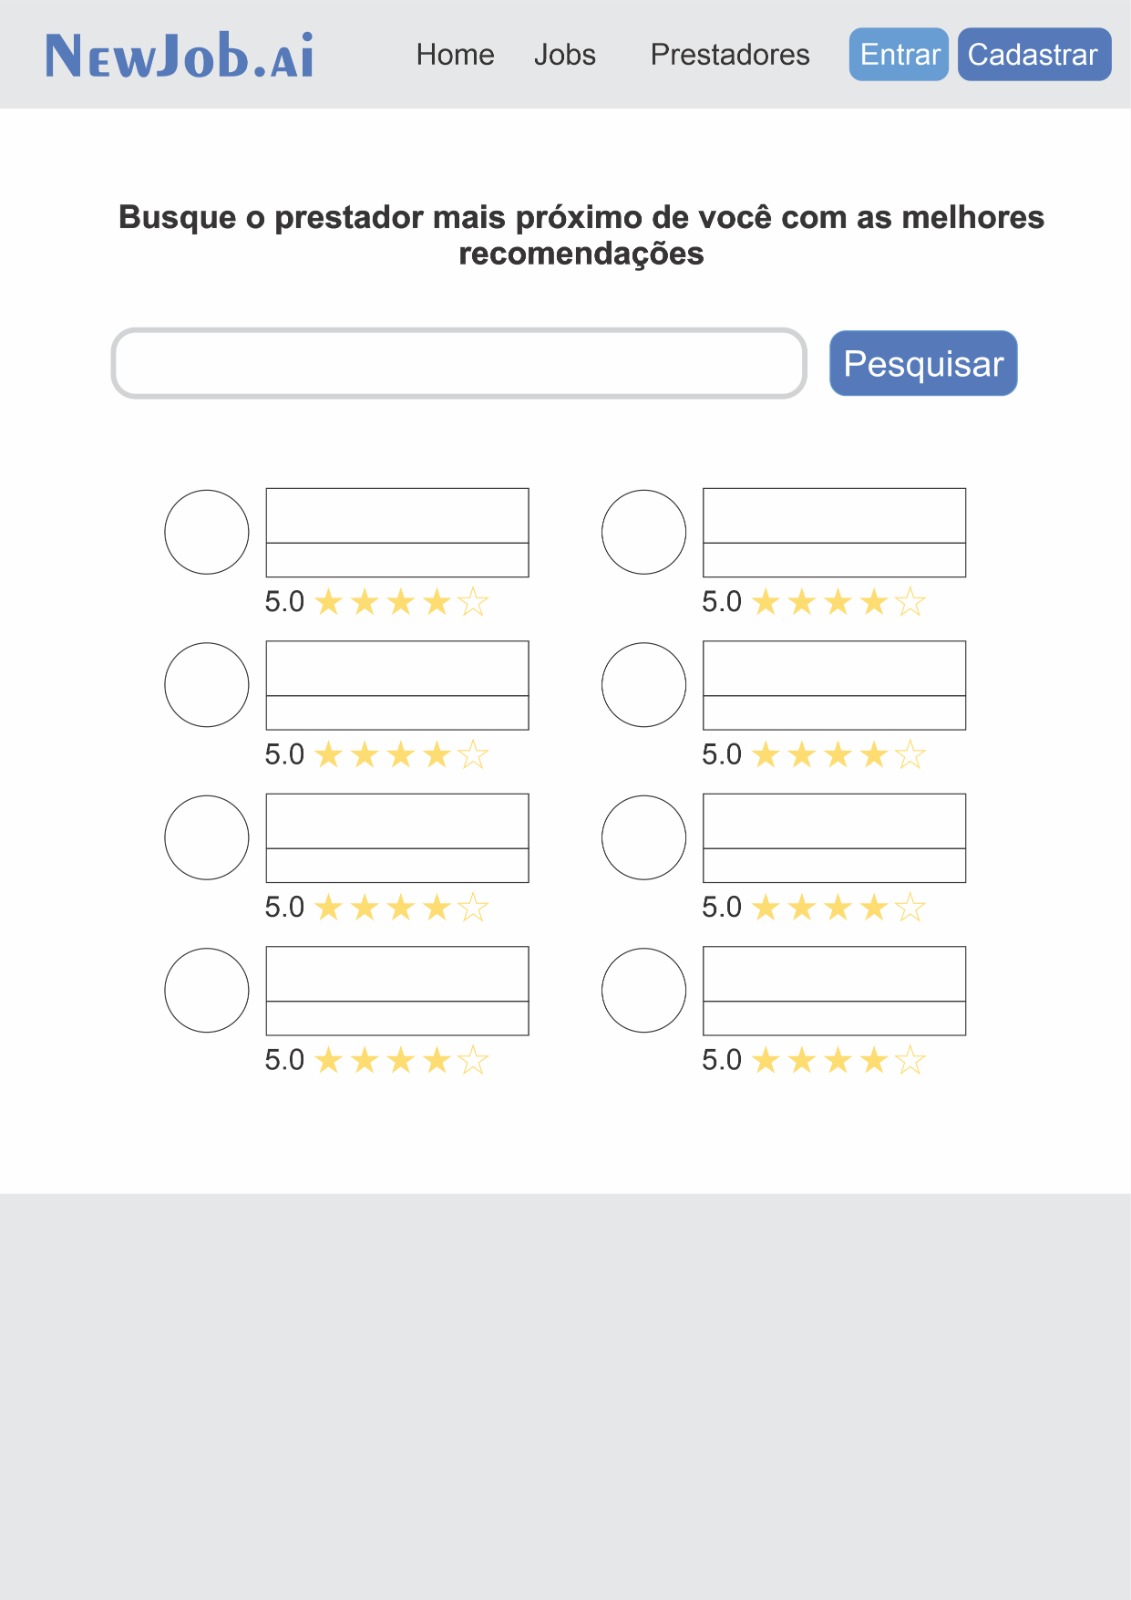 NewJob.ai
Home Jobs Prestadores Entrar Cadastrar
Busque o prestador mais próximo de você com as melhores
recomendações
Pesquisar
5.0 ★★★★☆ 5.0 ★★★★☆
5.0 ★★★★☆ 5.0 ★★★★☆
5.0 ★★★★☆ 5.0 ★★★★☆
5.0 ★★★★☆ 5.0 ★★★★☆